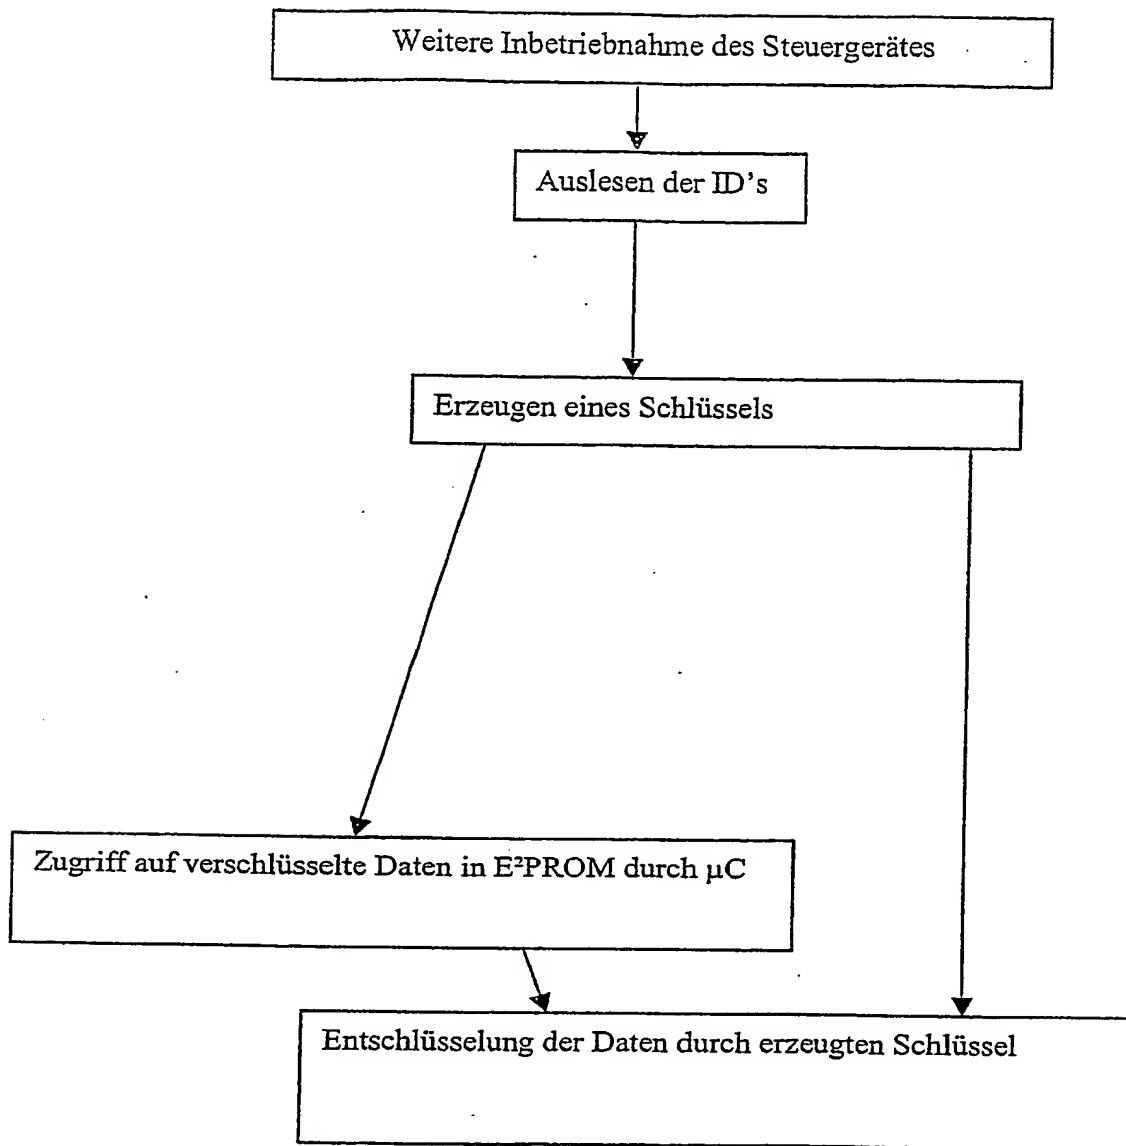 Weitere Inbetriebnahme des Steuergerätes
Auslesen der ID’s
Erzeugen eines Schlüssels
Zugriff auf verschlüsselte Daten in E²PROM durch µC
Entschlüsselung der Daten durch erzeugten Schlüssel